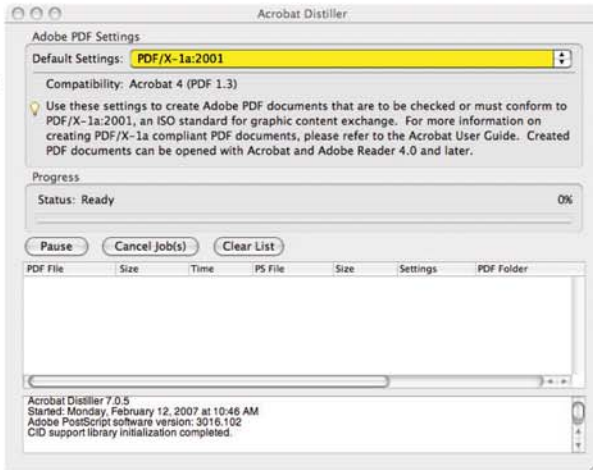 Acrobat Distiller
Adobe PDF Settings
Default Settings: PDF/X-1a:2001
Compatibility: Acrobat 4 (PDF 1.3)
Use these settings to create Adobe PDF documents that are to be checked or must conform to
PDF/X-1a:2001, an ISO standard for graphic content exchange. For more information on
creating PDF/X-1a compliant PDF documents, please refer to the Acrobat User Guide. Created
PDF documents can be opened with Acrobat and Adobe Reader 4.0 and later.
Progress
Status: Ready 0%
Pause Cancel Job(s) Clear List
PDF File Size Time PS File Size Settings PDF Folder
Acrobat Distiller 7.0.5
Started: Monday, February 12, 2007 at 10:46 AM
Adobe PostScript software version: 3016.102
CID support library initialization completed.